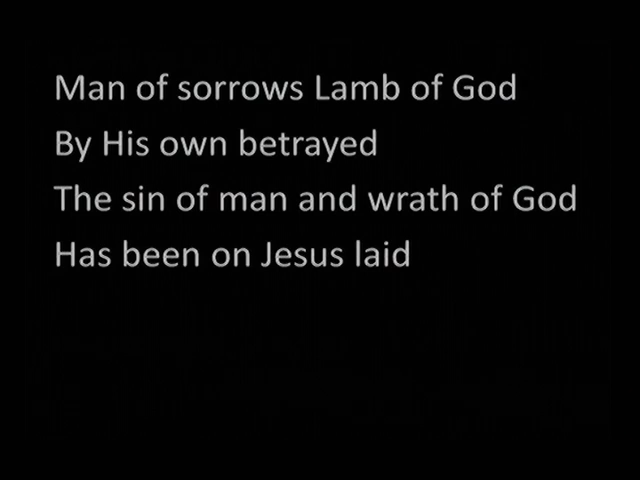 Man of sorrows Lamb of God
By His own betrayed
The sin of man and wrath of God
Has been on Jesus laid